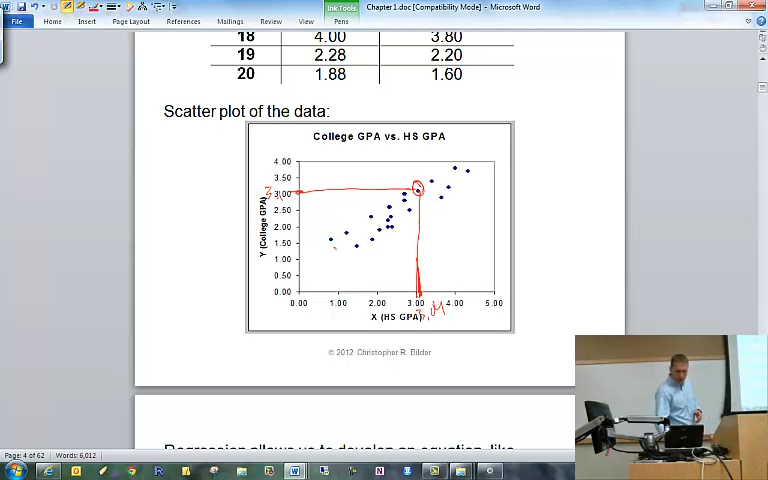 Ink Tools
Chapter 1.doc [Compatibility Mode] - Microsoft Word
File Home Insert Page Layout References Mailings Review View Pens
18 4.00 3.80
19 2.28 2.20
20 1.88 1.60
Scatter plot of the data:
College GPA vs. HS GPA
4.00
3.50
3.00
2.50
2.00
1.50
1.00
0.50
0.00
Y (College GPA)
0.00 1.00 2.00 3.00 4.00 5.00
X (HS GPA)
3.04
© 2012 Christopher R. Bilder
Regression allows us to develop an equation, like
Page: 4 of 62 Words: 6,012